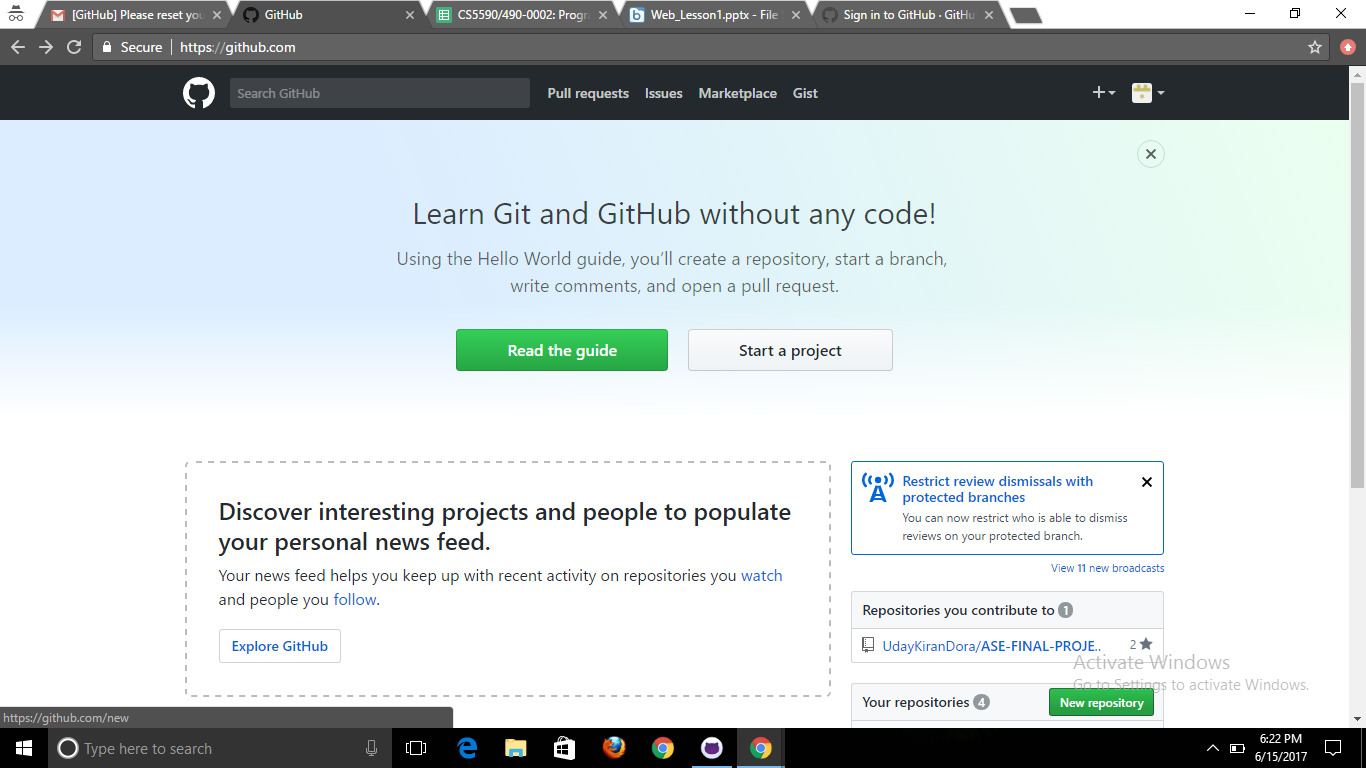 [GitHub] Please reset you
GitHub
CS5590/490-0002: Progra
Web_Lesson1.pptx - File
Sign in to GitHub · GitHu
Secure
https://github.com
Search GitHub
Pull requests
Issues
Marketplace
Gist
Learn Git and GitHub without any code!
Using the Hello World guide, you’ll create a repository, start a branch,
write comments, and open a pull request.
Read the guide
Start a project
Discover interesting projects and people to populate
your personal news feed.
Your news feed helps you keep up with recent activity on repositories you watch
and people you follow.
Explore GitHub
Restrict review dismissals with
protected branches
You can now restrict who is able to dismiss
reviews on your protected branch.
View 11 new broadcasts
Repositories you contribute to 1
UdayKiranDora/ASE-FINAL-PROJE..
2
Activate Windows
Go to Settings to activate Windows.
Your repositories 4
New repository
https://github.com/new
Type here to search
6:22 PM
6/15/2017